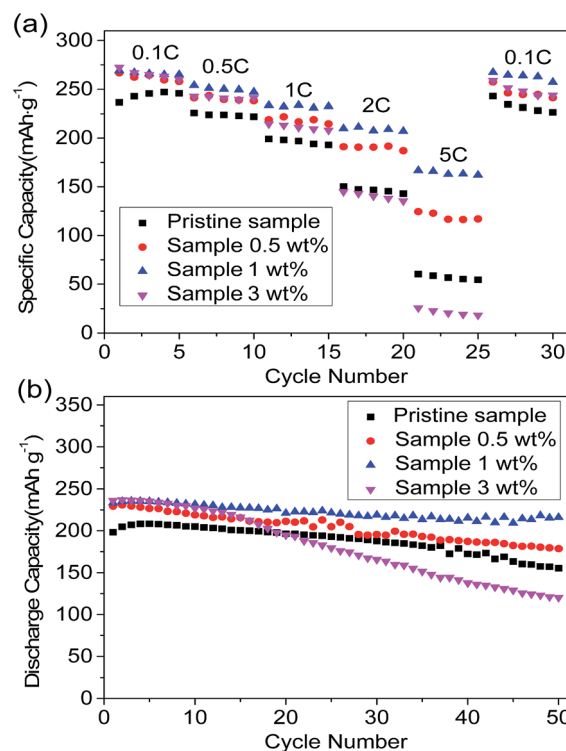 (a)
300
250
200
150
100
50
0
Specific Capacity(mAh·g-1)
0.1C
0.5C
1C
2C
5C
0.1C
Pristine sample
Sample 0.5 wt%
Sample 1 wt%
Sample 3 wt%
0 5 10 15 20 25 30
Cycle Number
(b)
350
300
250
200
150
100
50
0
Discharge Capacity(mAh g-1)
Pristine sample
Sample 0.5 wt%
Sample 1 wt%
Sample 3 wt%
0 10 20 30 40 50
Cycle Number